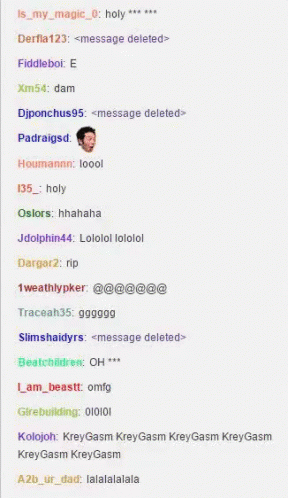 Is_my_magic_0: holy *** ***
Derfla123: <message deleted>
Fiddleboi: E
Xm54: dam
Djponchus95: <message deleted>
Padraigsd:
Houmannn: loool
I35_: holy
Oslors: hhahaha
Jdolphin44: Lololol lololol
Dargar2: rip
1weathlypker: @@@@@@@
Traceah35: gggggg
Slimshaidyrs: <message deleted>
Beatchildren: OH ***
I_am_beastt: omfg
Girebuilding: 0l0l0l
Kolojoh: KreyGasm KreyGasm KreyGasm KreyGasm
KreyGasm KreyGasm
A2b_ur_dad: lalalalalala